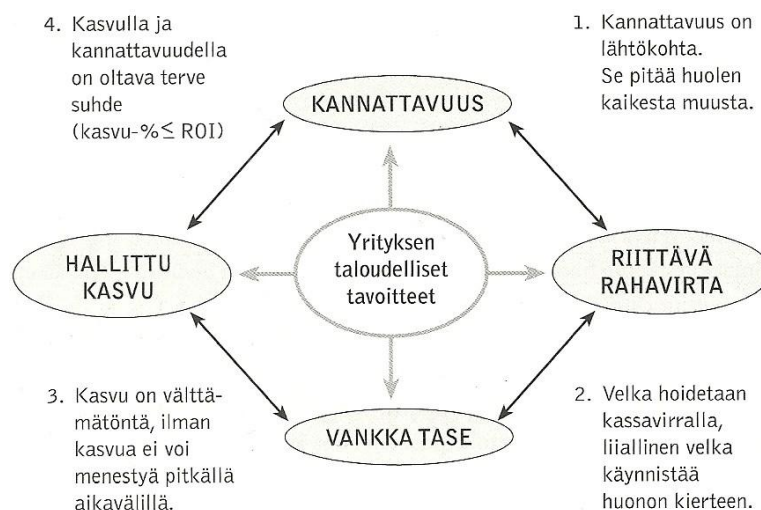 4. Kasvulla ja
kannattavuudella
on oltava terve
suhde
(kasvu-%≤ ROI)
1. Kannattavuus on
lähtökohta.
Se pitää huolen
kaikesta muusta.
KANNATTAVUUS
HALLITTU
KASVU
Yrityksen
taloudelliset
tavoitteet
RIITTÄVÄ
RAHAVIRTA
VANKKA TASE
3. Kasvu on välttä-
mätöntä, ilman
kasvua ei voi
menestyä pitkällä
aikavälillä.
2. Velka hoidetaan
kassavirralla,
liiallinen velka
käynnistää
huonon kierteen.